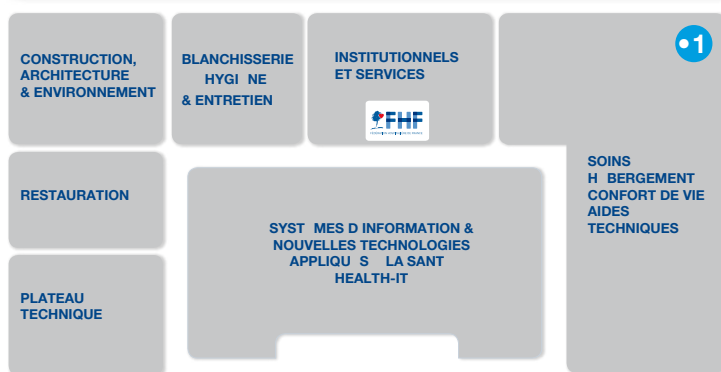 CONSTRUCTION,
ARCHITECTURE
& ENVIRONNEMENT
BLANCHISSERIE
HYGI NE
& ENTRETIEN
INSTITUTIONNELS
ET SERVICES
FHF
•1
RESTAURATION
SYST MES D INFORMATION &
NOUVELLES TECHNOLOGIES
APPLIQU S LA SANT
HEALTH-IT
SOINS
H BERGEMENT
CONFORT DE VIE
AIDES
TECHNIQUES
PLATEAU
TECHNIQUE